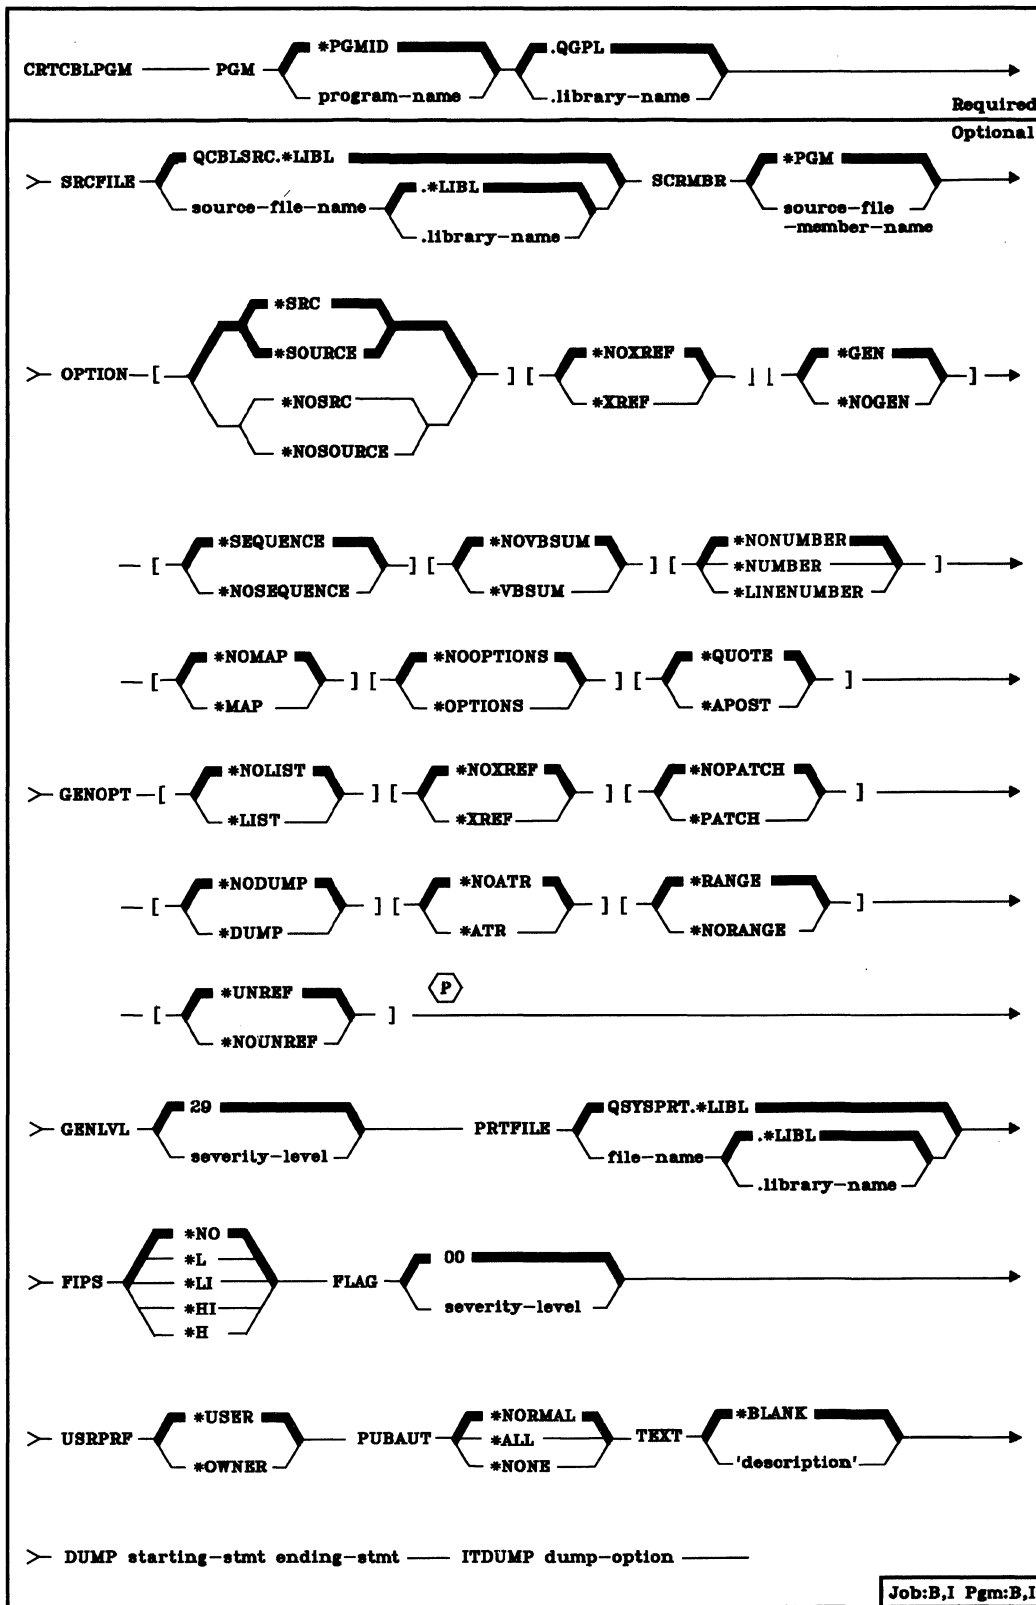 *PGMID .QGPL
CRTCBLPGM PGM
program-name .library-name
Required
Optional
QCBLSRC.*LIBL *PGM
SRCFILE .*LIBL SCRMBR
source-file-name source-file
.library-name -member-name
*SRC
*SOURCE *NOXREF *GEN
OPTION [ ] [ ] [ ]
*NOSRC *XREF *NOGEN
*NOSOURCE
*SEQUENCE *NOVBSUM *NONUMBER
[ ] [ ] [ *NUMBER ]
*NOSEQUENCE *VBSUM *LINENUMBER
*NOMAP *NOOPTIONS *QUOTE
[ ] [ ] [ ]
*MAP *OPTIONS *APOST
*NOLIST *NOXREF *NOPATCH
GENOPT [ ] [ ] [ ]
*LIST *XREF *PATCH
*NODUMP *NOATR *RANGE
[ ] [ ] [ ]
*DUMP *ATR *NORANGE
*UNREF P
[ ]
*NOUNREF
29 QSYSPRT.*LIBL
GENLVL PRTFILE .*LIBL
severity-level file-name
.library-name
*NO
*L 00
FIPS *LI FLAG
*HI severity-level
*H
*USER *NORMAL *BLANK
USRPRF PUBAUT *ALL TEXT
*OWNER *NONE 'description'
DUMP starting-stmt ending-stmt ITDUMP dump-option
Job:B,I Pgm:B,I